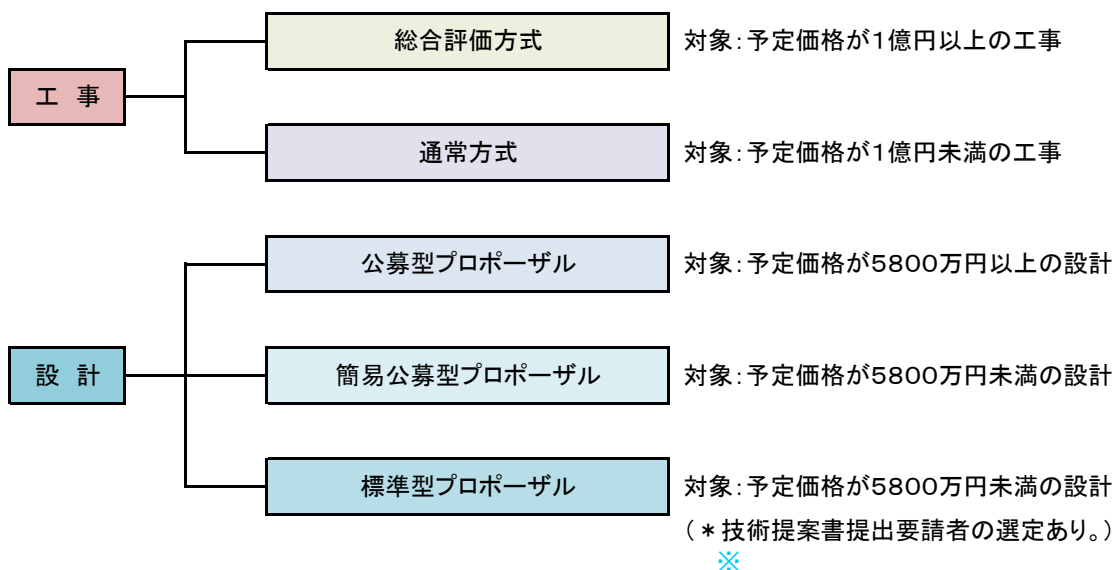 総合評価方式 対象:予定価格が1億円以上の工事
工 事
通常方式 対象:予定価格が1億円未満の工事
公募型プロポーザル 対象:予定価格が5800万円以上の設計
設 計 簡易公募型プロポーザル 対象:予定価格が5800万円未満の設計
標準型プロポーザル 対象:予定価格が5800万円未満の設計
(*技術提案書提出要請者の選定あり。)
※